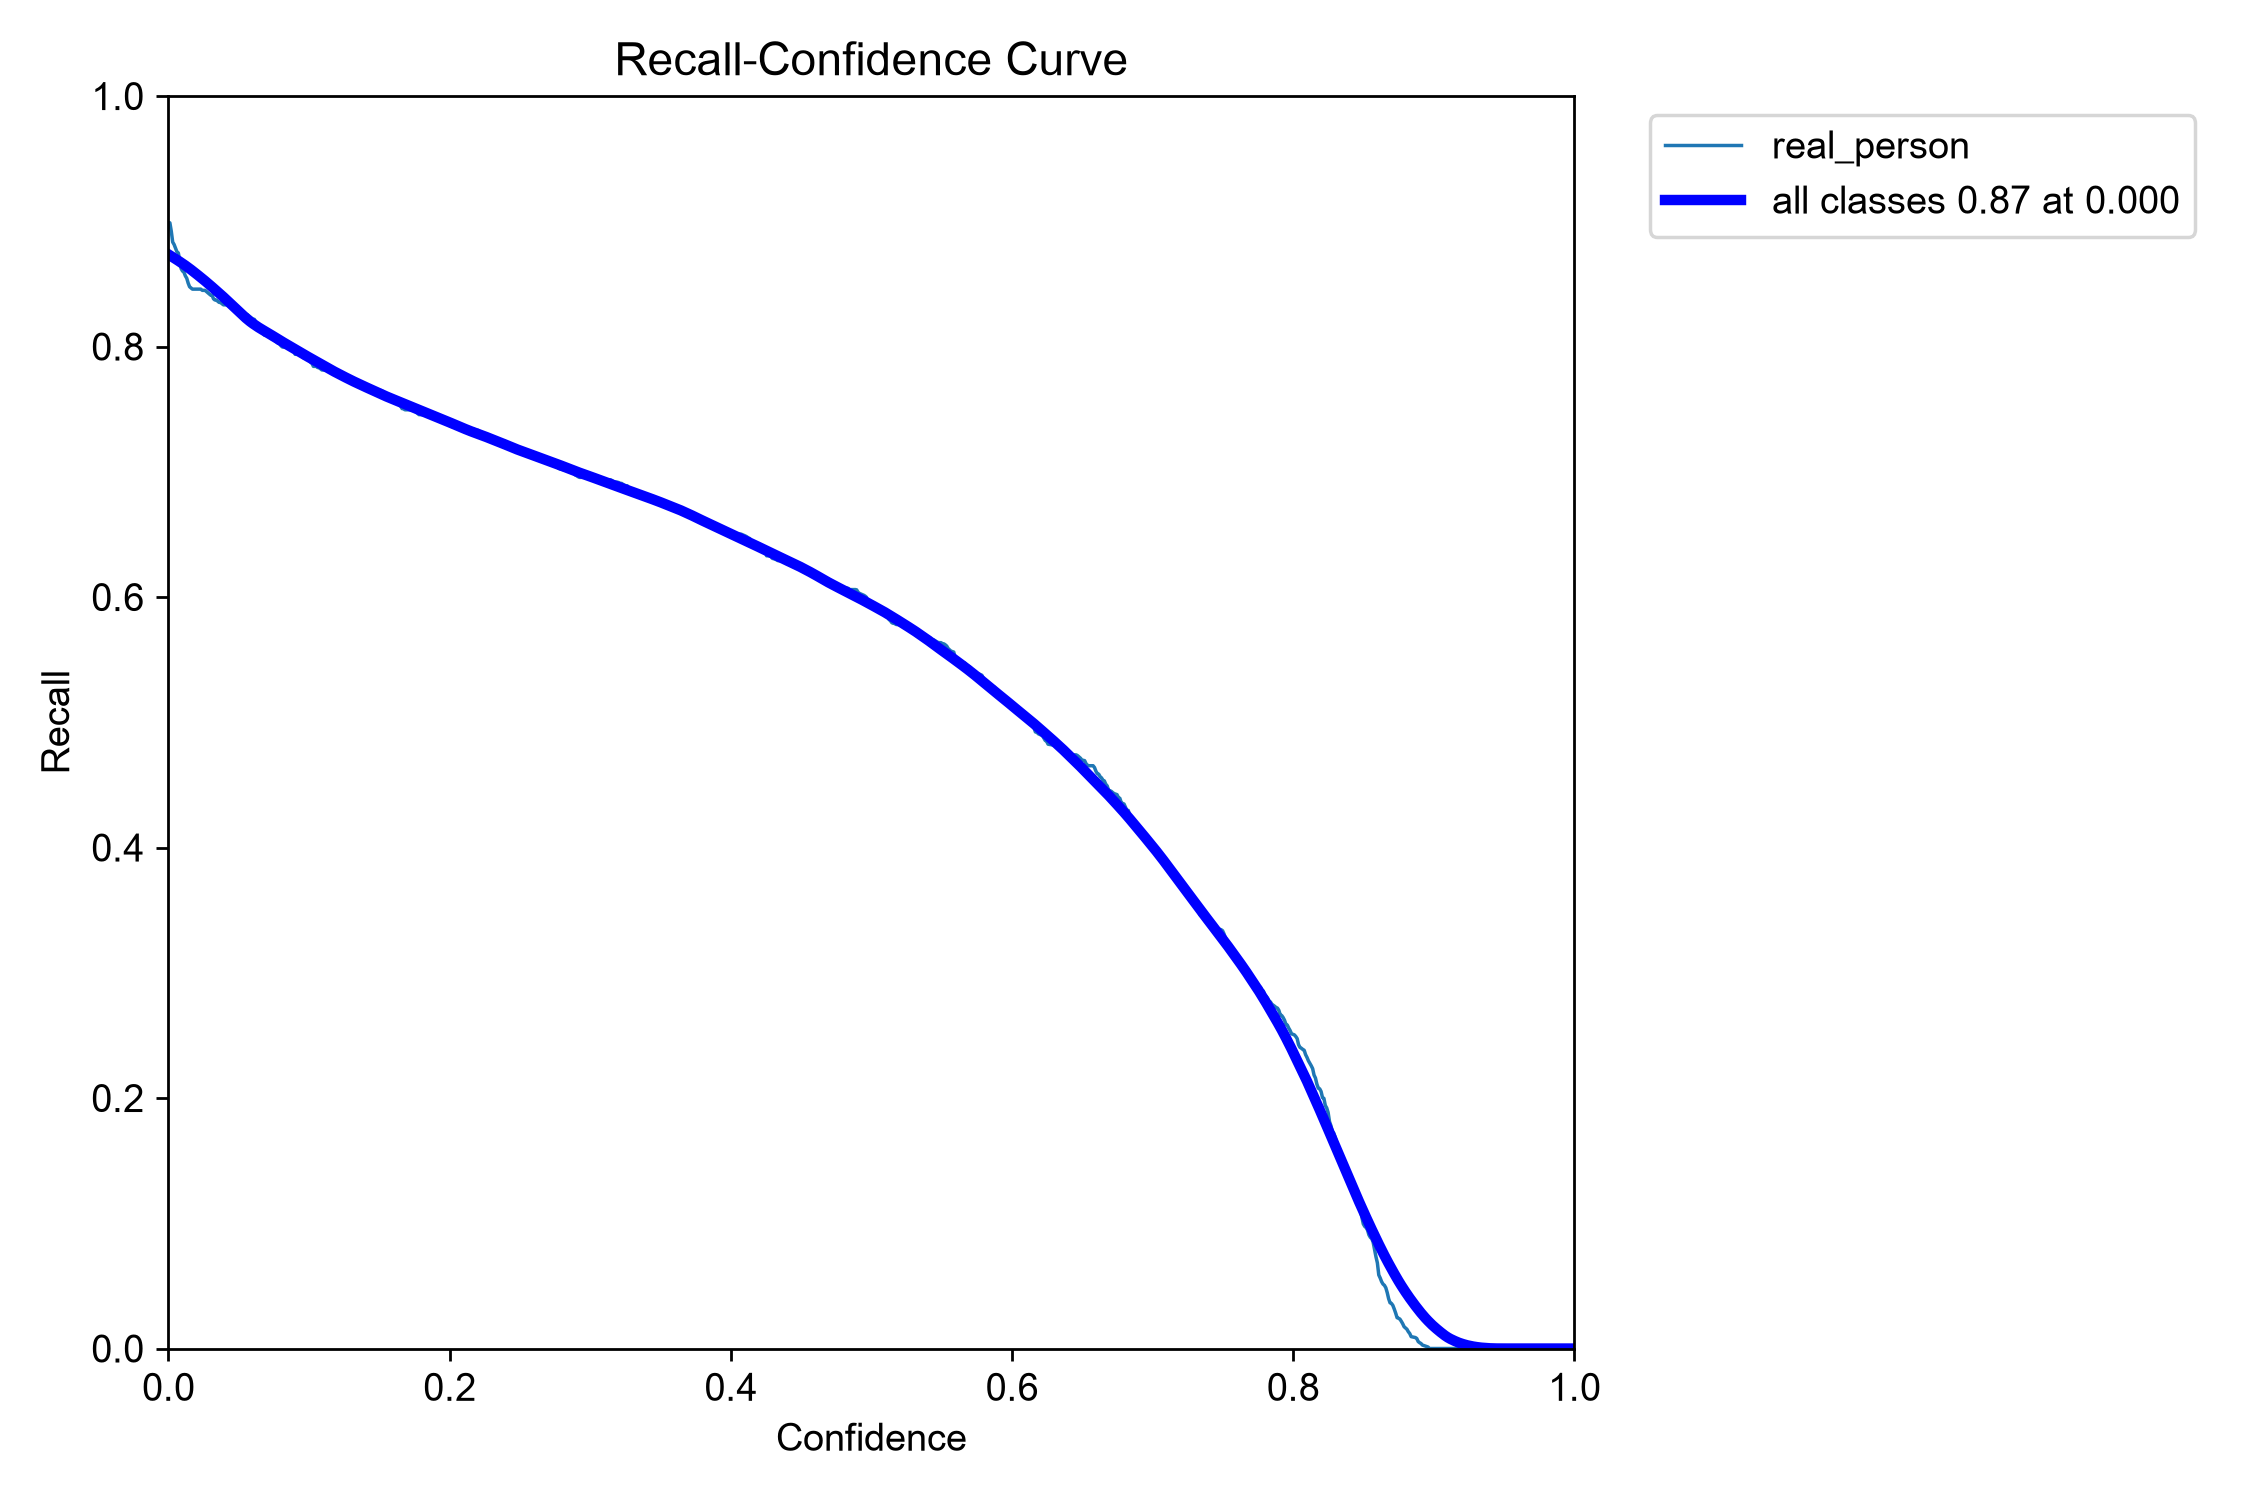 Recall-Confidence Curve
1.0
0.8
0.6
0.4
0.2
0.0
Recall
0.0 0.2 0.4 0.6 0.8 1.0
Confidence
real_person
all classes 0.87 at 0.000